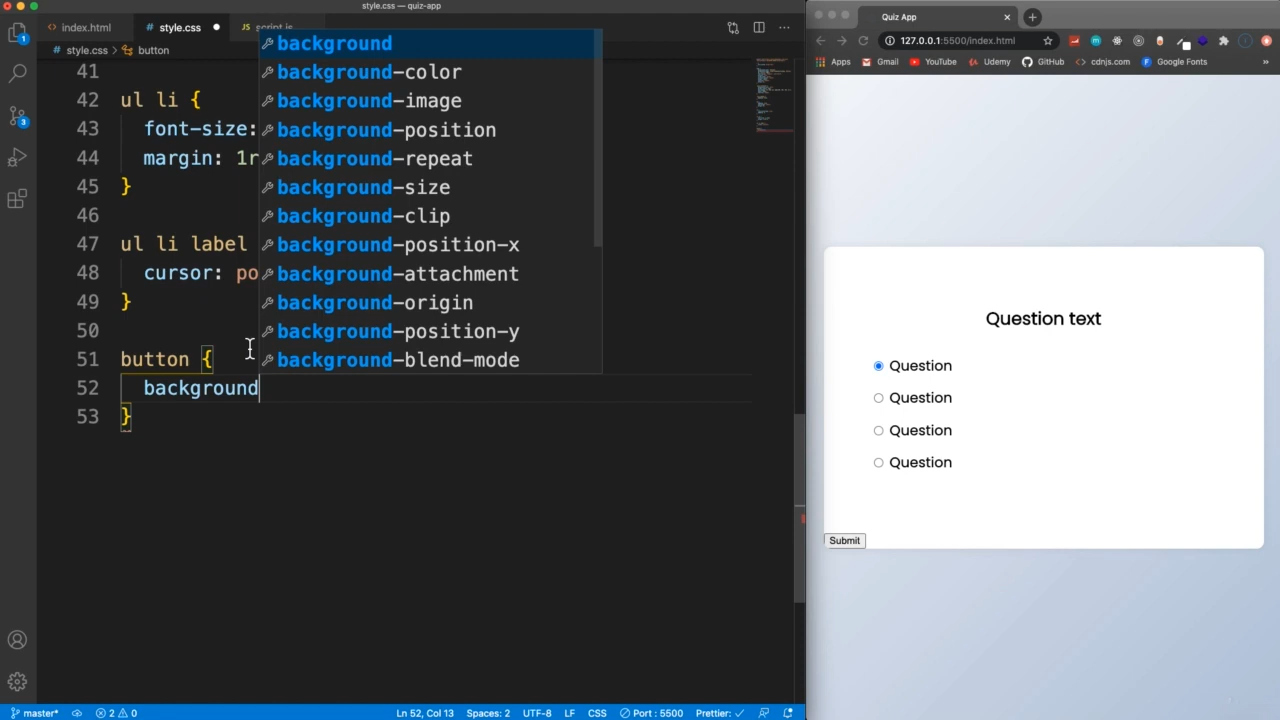 style.css — quiz-app
index.html
style.css
JS script.js
style.css > button
41
42 ul li {
43 font-size:
44 margin: 1r
45 }
46
47 ul li label
48 cursor: po
49 }
50
51 button {
52 background
53 }
background
background-color
background-image
background-position
background-repeat
background-size
background-clip
background-position-x
background-attachment
background-origin
background-position-y
background-blend-mode
1
3
master* 2 0 Ln 52, Col 13 Spaces: 2 UTF-8 LF CSS Port : 5500 Prettier: ✓
Quiz App
127.0.0.1:5500/index.html
Apps Gmail YouTube Udemy GitHub cdnjs.com Google Fonts »
Question text
Question
Question
Question
Question
Submit